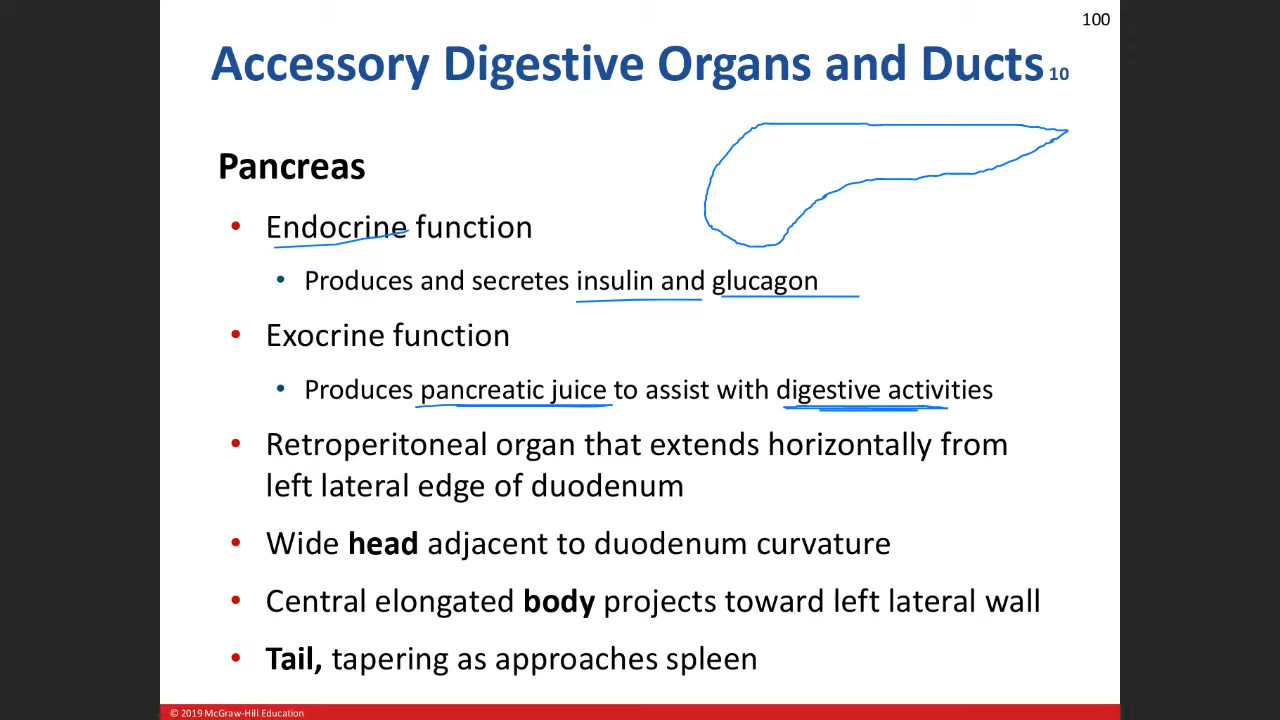 100
Accessory Digestive Organs and Ducts 10
Pancreas
• Endocrine function
• Produces and secretes insulin and glucagon
• Exocrine function
• Produces pancreatic juice to assist with digestive activities
• Retroperitoneal organ that extends horizontally from
left lateral edge of duodenum
• Wide head adjacent to duodenum curvature
• Central elongated body projects toward left lateral wall
• Tail, tapering as approaches spleen
© 2019 McGraw-Hill Education